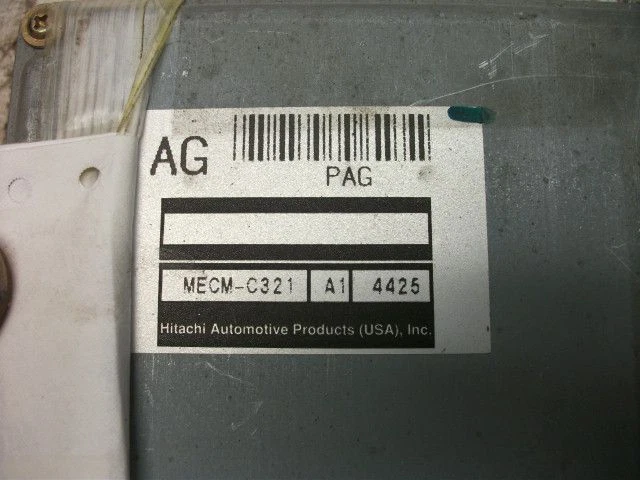 AG
PAG
MECM-C321 A1 4425
Hitachi Automotive Products (USA), Inc.